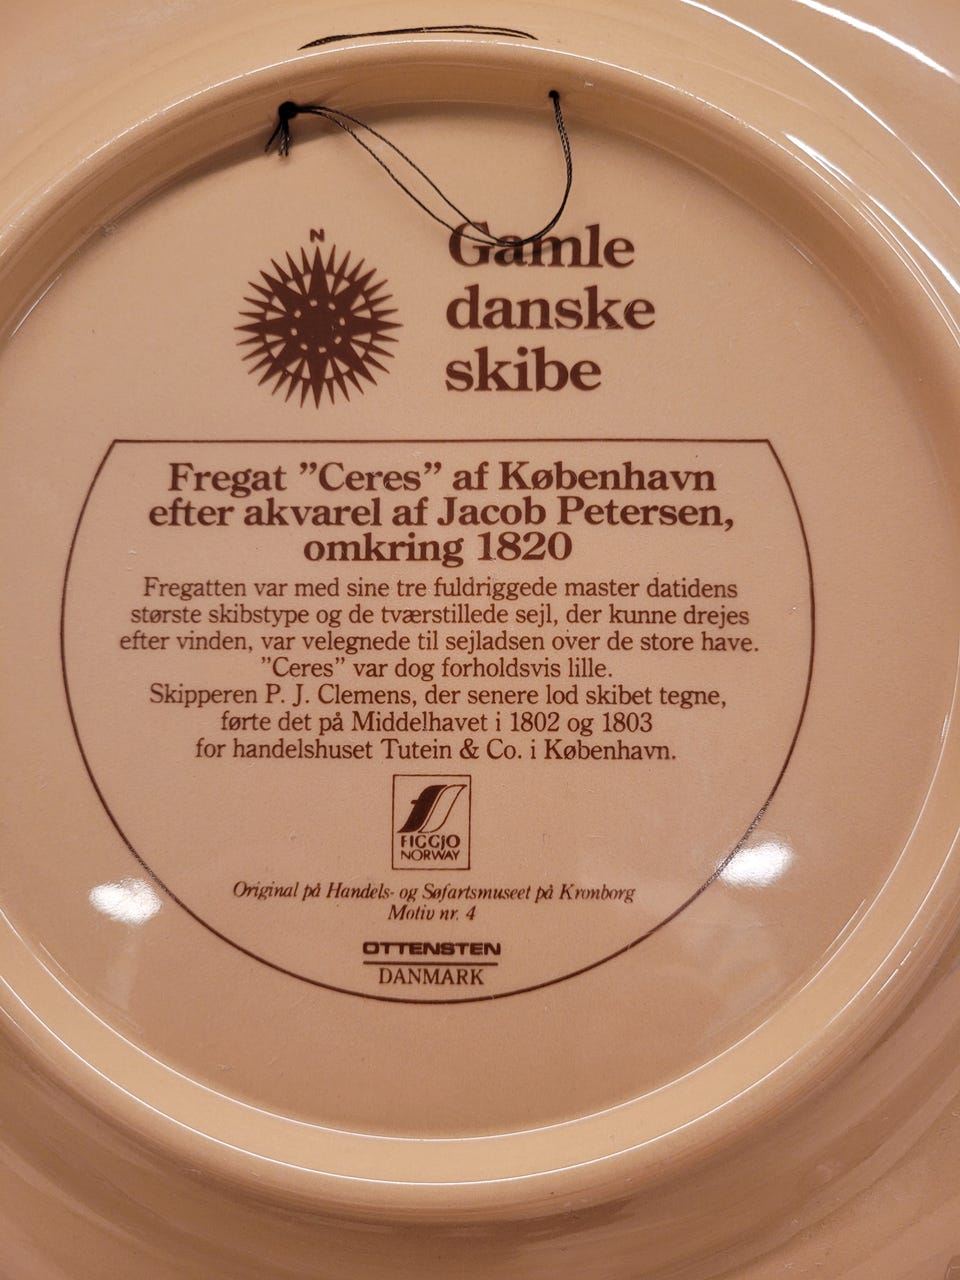 N
Gamle
danske
skibe
Fregat ”Ceres” af København
efter akvarel af Jacob Petersen,
omkring 1820
Fregatten var med sine tre fuldriggede master datidens
største skibstype og de tværstillede sejl, der kunne drejes
efter vinden, var velegnede til sejladsen over de store have.
”Ceres” var dog forholdsvis lille.
Skipperen P. J. Clemens, der senere lod skibet tegne,
førte det på Middelhavet i 1802 og 1803
for handelshuset Tutein & Co. i København.
FIGGJO
NORWAY
Original på Handels- og Søfartsmuseet på Kronborg
Motiv nr. 4
OTTENSTEN
DANMARK